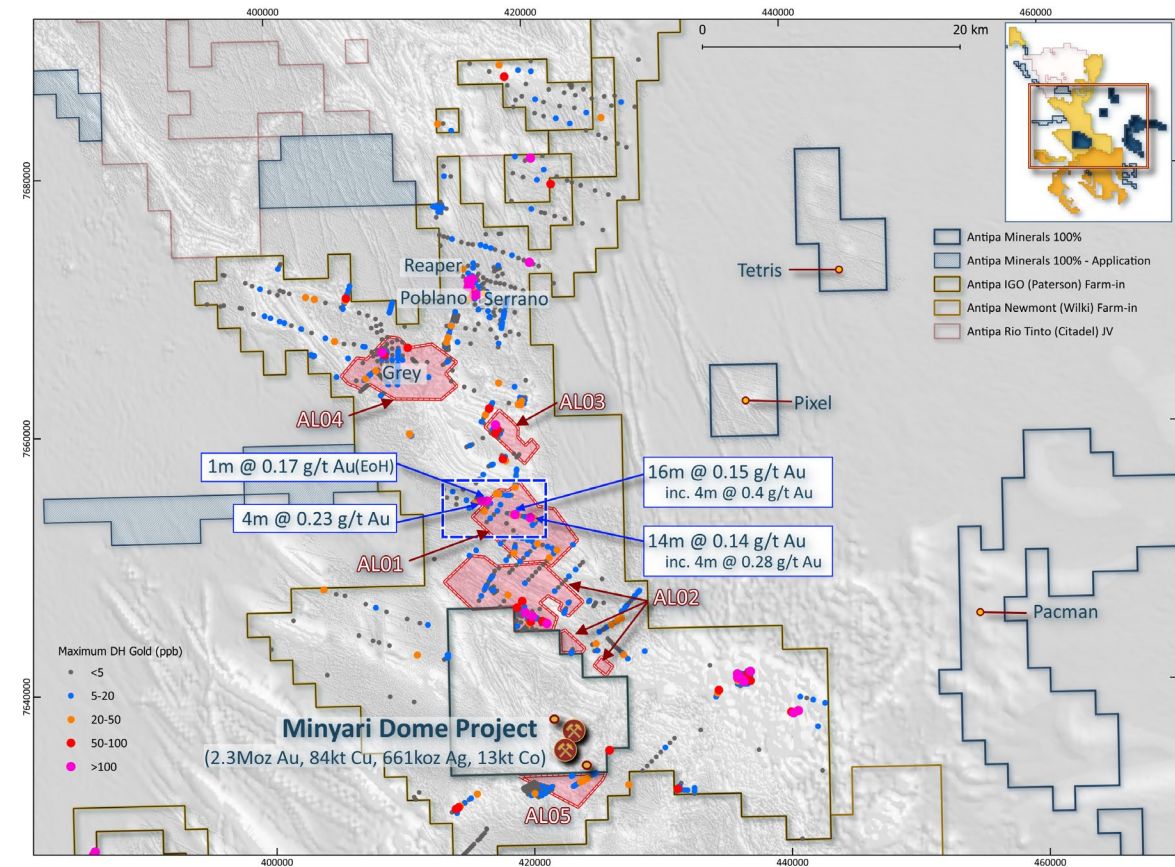 400000
420000
440000
460000
0
20 km
7680000
Reaper
Poblano
Serrano
Tetris
Antipa Minerals 100%
Antipa Minerals 100% - Application
Antipa IGO (Paterson) Farm-in
Antipa Newmont (Wilki) Farm-in
Antipa Rio Tinto (Citadel) JV
Grey
AL04
AL03
Pixel
7660000
1m @ 0.17 g/t Au(EoH)
4m @ 0.23 g/t Au
16m @ 0.15 g/t Au
inc. 4m @ 0.4 g/t Au
14m @ 0.14 g/t Au
inc. 4m @ 0.28 g/t Au
AL01
AL02
Pacman
Maximum DH Gold (ppb)
<5
5-20
20-50
50-100
>100
7640000
Minyari Dome Project
(2.3Moz Au, 84kt Cu, 661koz Ag, 13kt Co)
AL05
400000
420000
440000
460000